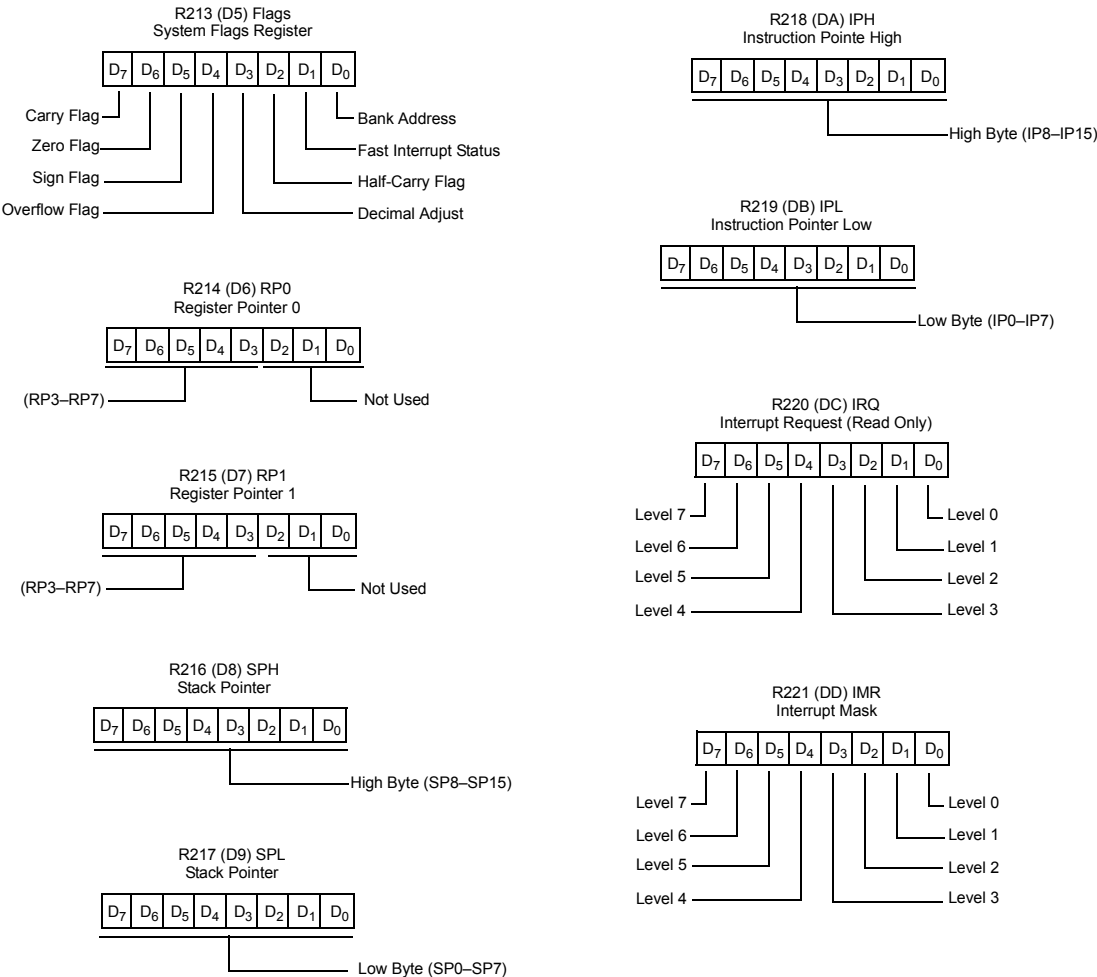 R213 (D5) Flags
System Flags Register
D7 D6 D5 D4 D3 D2 D1 D0
Carry Flag
Zero Flag
Sign Flag
Overflow Flag
Bank Address
Fast Interrupt Status
Half-Carry Flag
Decimal Adjust
R214 (D6) RP0
Register Pointer 0
D7 D6 D5 D4 D3 D2 D1 D0
(RP3–RP7)
Not Used
R215 (D7) RP1
Register Pointer 1
D7 D6 D5 D4 D3 D2 D1 D0
(RP3–RP7)
Not Used
R216 (D8) SPH
Stack Pointer
D7 D6 D5 D4 D3 D2 D1 D0
High Byte (SP8–SP15)
R217 (D9) SPL
Stack Pointer
D7 D6 D5 D4 D3 D2 D1 D0
Low Byte (SP0–SP7)
R218 (DA) IPH
Instruction Pointe High
D7 D6 D5 D4 D3 D2 D1 D0
High Byte (IP8–IP15)
R219 (DB) IPL
Instruction Pointer Low
D7 D6 D5 D4 D3 D2 D1 D0
Low Byte (IP0–IP7)
R220 (DC) IRQ
Interrupt Request (Read Only)
D7 D6 D5 D4 D3 D2 D1 D0
Level 7
Level 6
Level 5
Level 4
Level 0
Level 1
Level 2
Level 3
R221 (DD) IMR
Interrupt Mask
D7 D6 D5 D4 D3 D2 D1 D0
Level 7
Level 6
Level 5
Level 4
Level 0
Level 1
Level 2
Level 3